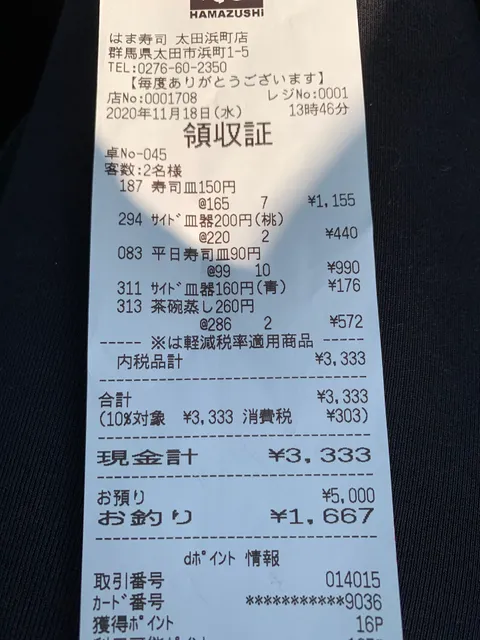 HAMAZUSHI
はま寿司 太田浜町店
群馬県太田市浜町1-5
TEL:0276-60-2350
【毎度ありがとうございます】
店No:0001708 レジNo:0001
2020年11月18日(水) 13時46分
領収証
卓No-045
客数:2名様
187 寿司皿150円
@165 7 ¥1,155
294 ｻｲﾄﾞ皿器200円(桃)
@220 2 ¥440
083 平日寿司皿90円
@99 10 ¥990
311 ｻｲﾄﾞ皿器160円(青) ¥176
313 茶碗蒸し260円
@286 2 ¥572
----- ※は軽減税率適用商品 -----
内税品計 ¥3,333
合計 ¥3,333
(10%対象 ¥3,333 消費税 ¥303)
現金計 ¥3,333
お預り ¥5,000
お釣り ¥1,667
dﾎﾟｲﾝﾄ 情報
取引番号 014015
ｶｰﾄﾞ番号 ***********9036
獲得ﾎﾟｲﾝﾄ 16P